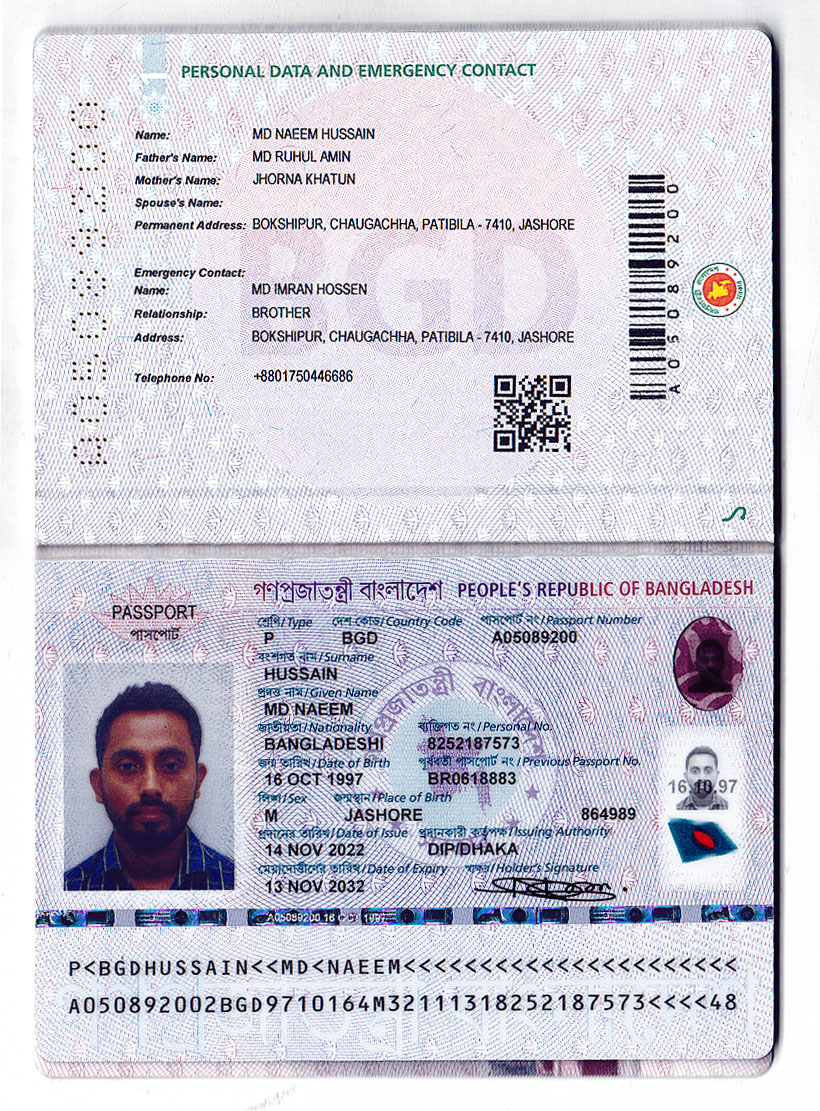 PERSONAL DATA AND EMERGENCY CONTACT
Name: MD NAEEM HUSSAIN
Father's Name: MD RUHUL AMIN
Mother's Name: JHORNA KHATUN
Spouse's Name:
Permanent Address: BOKSHIPUR, CHAUGACHHA, PATIBILA - 7410, JASHORE
Emergency Contact:
Name: MD IMRAN HOSSEN
Relationship: BROTHER
Address: BOKSHIPUR, CHAUGACHHA, PATIBILA - 7410, JASHORE
Telephone No: +8801750446686
A05089200
BGD
গণপ্রজাতন্ত্রী বাংলাদেশ PEOPLE'S REPUBLIC OF BANGLADESH
PASSPORT
পাসপোর্ট
শ্রেণি/Type দেশ কোড/Country Code পাসপোর্ট নং/Passport Number
P BGD A05089200
বংশগত নাম/Surname
HUSSAIN
প্রদত্ত নাম/Given Name
MD NAEEM
জাতীয়তা/Nationality ব্যক্তিগত নং/Personal No.
BANGLADESHI 8252187573
জন্ম তারিখ/Date of Birth পূর্ববর্তী পাসপোর্ট নং/Previous Passport No.
16 OCT 1997 BR0618883
লিঙ্গ/Sex জন্মস্থান/Place of Birth
M JASHORE 864989
প্রদানের তারিখ/Date of Issue প্রদানকারী কর্তৃপক্ষ/Issuing Authority
14 NOV 2022 DIP/DHAKA
মেয়াদোত্তীর্ণের তারিখ/Date of Expiry স্বাক্ষর/Holder's Signature
13 NOV 2032
16.10.97
A05089200 16 OCT 1997
P<BGDHUSSAIN<<MD<NAEEM<<<<<<<<<<<<<<<<<<<<<<
A050892002BGD9710164M32111318252187573<<<<48